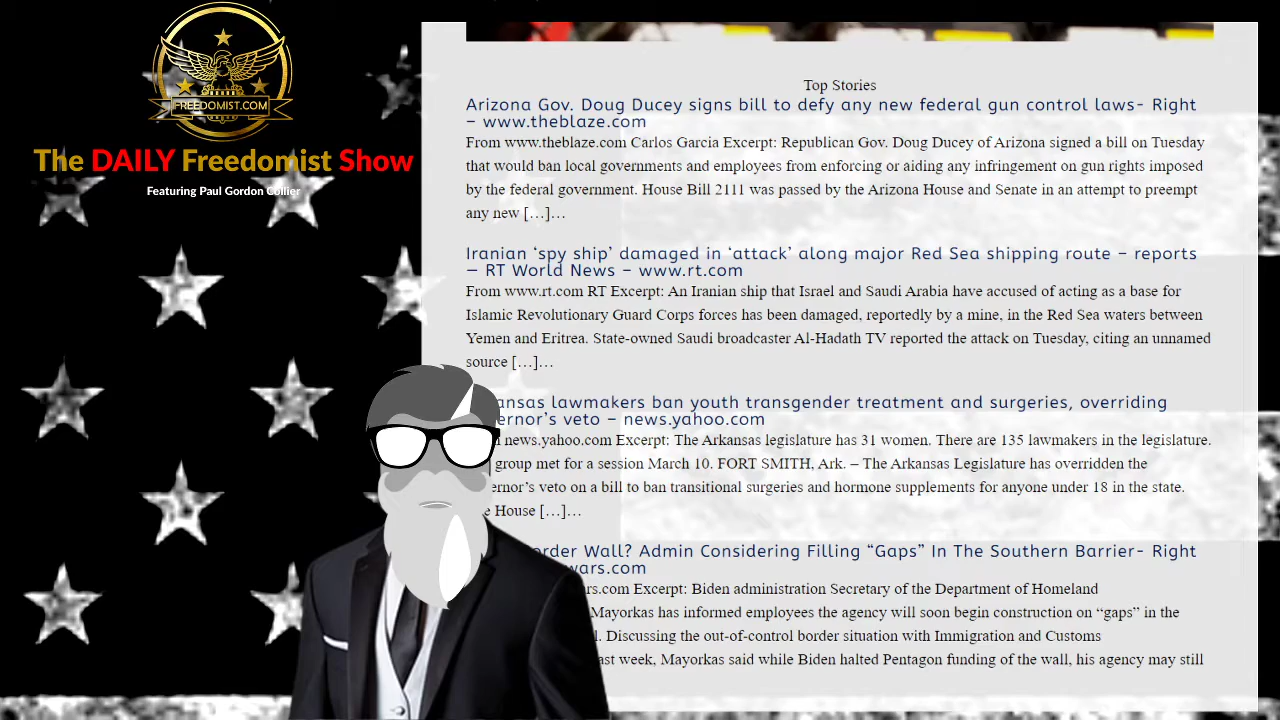 FREEDOMIST.COM
The DAILY Freedomist Show
Featuring Paul Gordon Collier
Top Stories
Arizona Gov. Doug Ducey signs bill to defy any new federal gun control laws- Right
– www.theblaze.com
From www.theblaze.com Carlos Garcia Excerpt: Republican Gov. Doug Ducey of Arizona signed a bill on Tuesday
that would ban local governments and employees from enforcing or aiding any infringement on gun rights imposed
by the federal government. House Bill 2111 was passed by the Arizona House and Senate in an attempt to preempt
any new […]…
Iranian ‘spy ship’ damaged in ‘attack’ along major Red Sea shipping route – reports
— RT World News – www.rt.com
From www.rt.com RT Excerpt: An Iranian ship that Israel and Saudi Arabia have accused of acting as a base for
Islamic Revolutionary Guard Corps forces has been damaged, reportedly by a mine, in the Red Sea waters between
Yemen and Eritrea. State-owned Saudi broadcaster Al-Hadath TV reported the attack on Tuesday, citing an unnamed
source […]…
ansas lawmakers ban youth transgender treatment and surgeries, overriding
ernor’s veto – news.yahoo.com
news.yahoo.com Excerpt: The Arkansas legislature has 31 women. There are 135 lawmakers in the legislature.
group met for a session March 10. FORT SMITH, Ark. – The Arkansas Legislature has overridden the
ernor’s veto on a bill to ban transitional surgeries and hormone supplements for anyone under 18 in the state.
e House […]…
order Wall? Admin Considering Filling “Gaps” In The Southern Barrier- Right
wars.com
rs.com Excerpt: Biden administration Secretary of the Department of Homeland
Mayorkas has informed employees the agency will soon begin construction on “gaps” in the
l. Discussing the out-of-control border situation with Immigration and Customs
ast week, Mayorkas said while Biden halted Pentagon funding of the wall, his agency may still